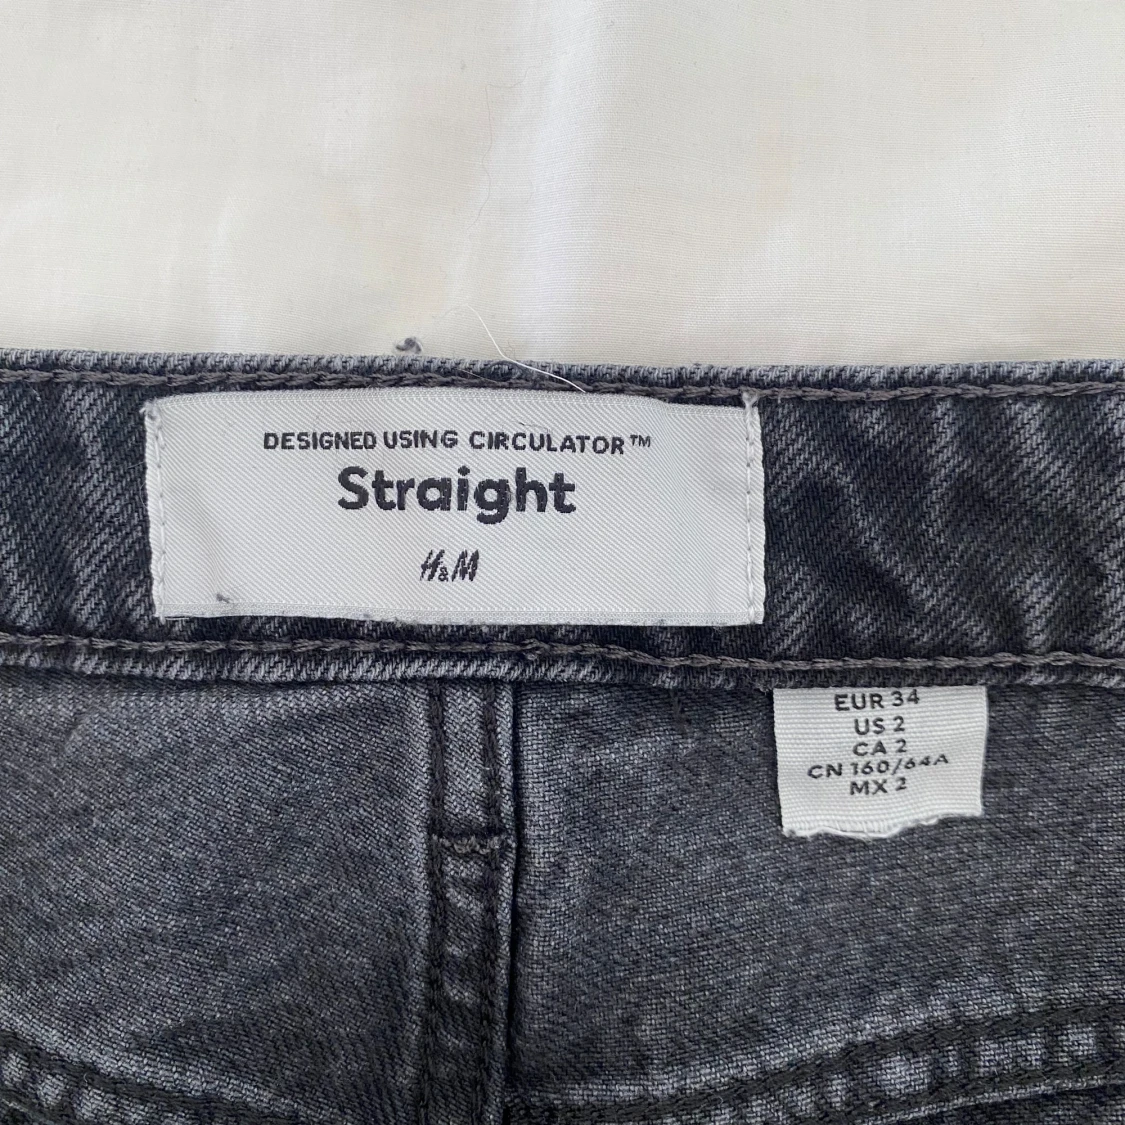 DESIGNED USING CIRCULATOR™
Straight
H&M
EUR 34
US 2
CA 2
CN 160/64A
MX 2